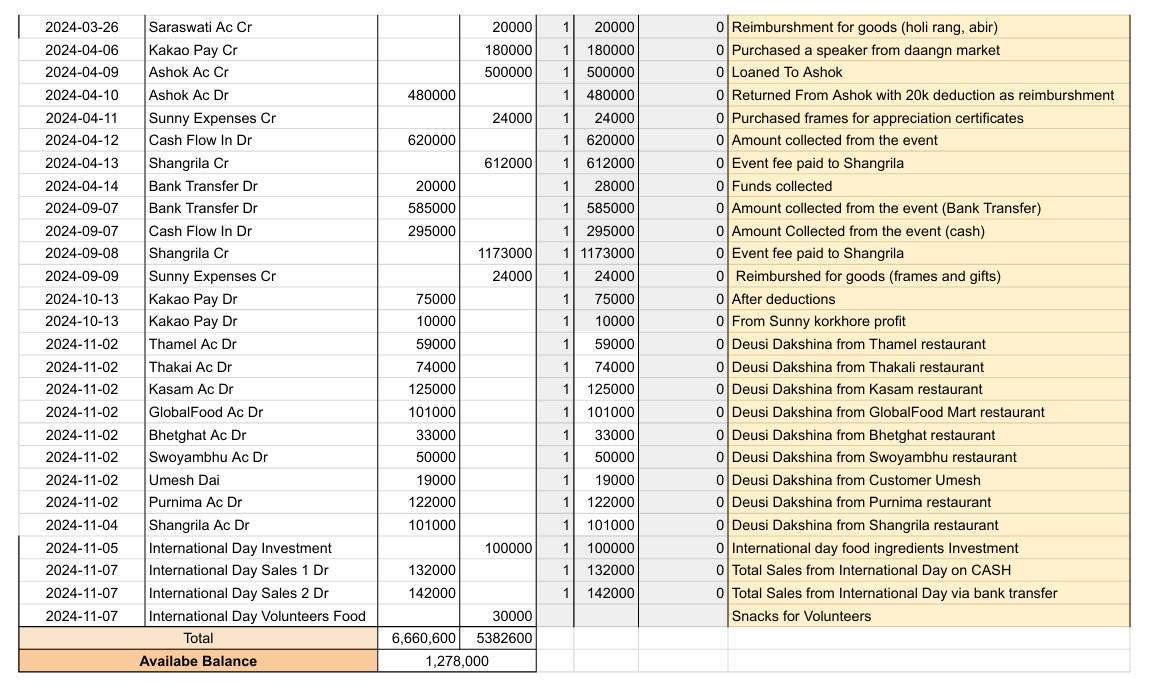 2024-03-26 Saraswati Ac Cr 20000 1 20000 0 Reimburshment for goods (holi rang, abir)
2024-04-06 Kakao Pay Cr 180000 1 180000 0 Purchased a speaker from daangn market
2024-04-09 Ashok Ac Cr 500000 1 500000 0 Loaned To Ashok
2024-04-10 Ashok Ac Dr 480000 1 480000 0 Returned From Ashok with 20k deduction as reimburshment
2024-04-11 Sunny Expenses Cr 24000 1 24000 0 Purchased frames for appreciation certificates
2024-04-12 Cash Flow In Dr 620000 1 620000 0 Amount collected from the event
2024-04-13 Shangrila Cr 612000 1 612000 0 Event fee paid to Shangrila
2024-04-14 Bank Transfer Dr 20000 1 28000 0 Funds collected
2024-09-07 Bank Transfer Dr 585000 1 585000 0 Amount collected from the event (Bank Transfer)
2024-09-07 Cash Flow In Dr 295000 1 295000 0 Amount Collected from the event (cash)
2024-09-08 Shangrila Cr 1173000 1 1173000 0 Event fee paid to Shangrila
2024-09-09 Sunny Expenses Cr 24000 1 24000 0 Reimburshed for goods (frames and gifts)
2024-10-13 Kakao Pay Dr 75000 1 75000 0 After deductions
2024-10-13 Kakao Pay Dr 10000 1 10000 0 From Sunny korkhore profit
2024-11-02 Thamel Ac Dr 59000 1 59000 0 Deusi Dakshina from Thamel restaurant
2024-11-02 Thakai Ac Dr 74000 1 74000 0 Deusi Dakshina from Thakali restaurant
2024-11-02 Kasam Ac Dr 125000 1 125000 0 Deusi Dakshina from Kasam restaurant
2024-11-02 GlobalFood Ac Dr 101000 1 101000 0 Deusi Dakshina from GlobalFood Mart restaurant
2024-11-02 Bhetghat Ac Dr 33000 1 33000 0 Deusi Dakshina from Bhetghat restaurant
2024-11-02 Swoyambhu Ac Dr 50000 1 50000 0 Deusi Dakshina from Swoyambhu restaurant
2024-11-02 Umesh Dai 19000 1 19000 0 Deusi Dakshina from Customer Umesh
2024-11-02 Purnima Ac Dr 122000 1 122000 0 Deusi Dakshina from Purnima restaurant
2024-11-04 Shangrila Ac Dr 101000 1 101000 0 Deusi Dakshina from Shangrila restaurant
2024-11-05 International Day Investment 100000 1 100000 0 International day food ingredients Investment
2024-11-07 International Day Sales 1 Dr 132000 1 132000 0 Total Sales from International Day on CASH
2024-11-07 International Day Sales 2 Dr 142000 1 142000 0 Total Sales from International Day via bank transfer
2024-11-07 International Day Volunteers Food 30000 Snacks for Volunteers
Total 6,660,600 5382600
Availabe Balance 1,278,000